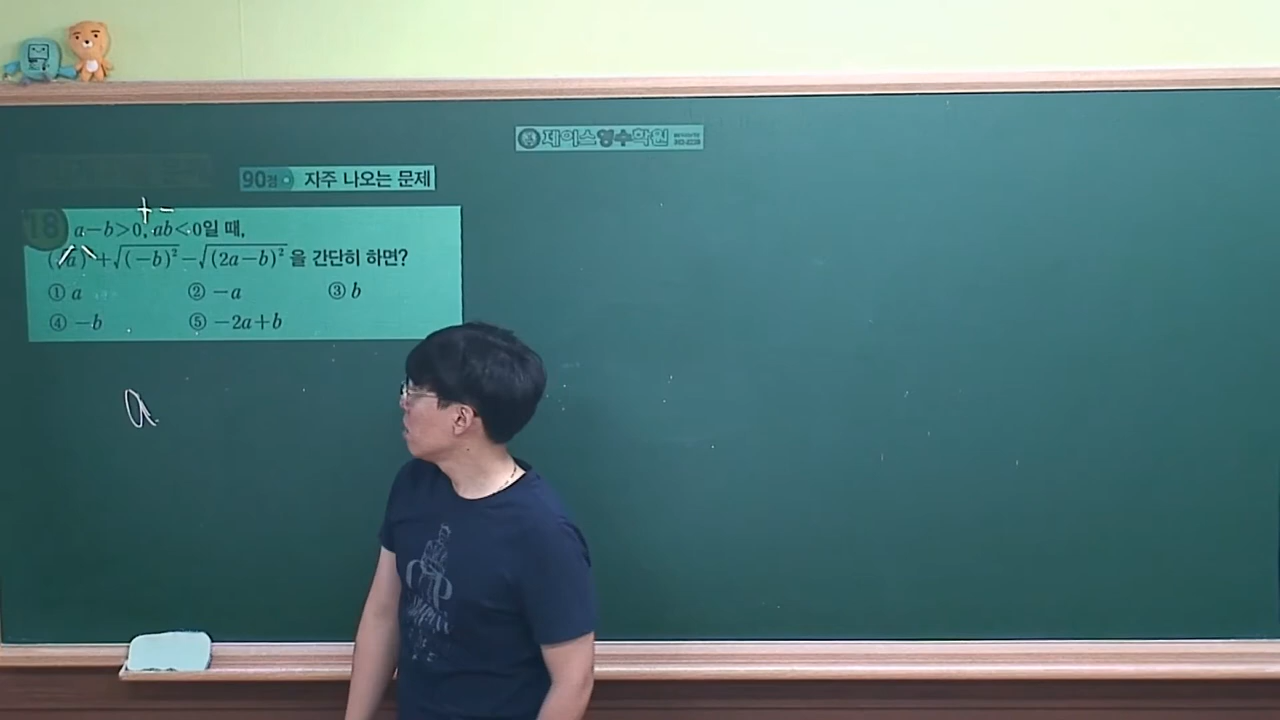 제이스영수학원
90점 자주 나오는 문제
+ -
18 a-b>0, ab<0일 때,
(√a)²+√(-b)²-√(2a-b)²을 간단히 하면?
① a ② -a ③ b
④ -b ⑤ -2a+b
a